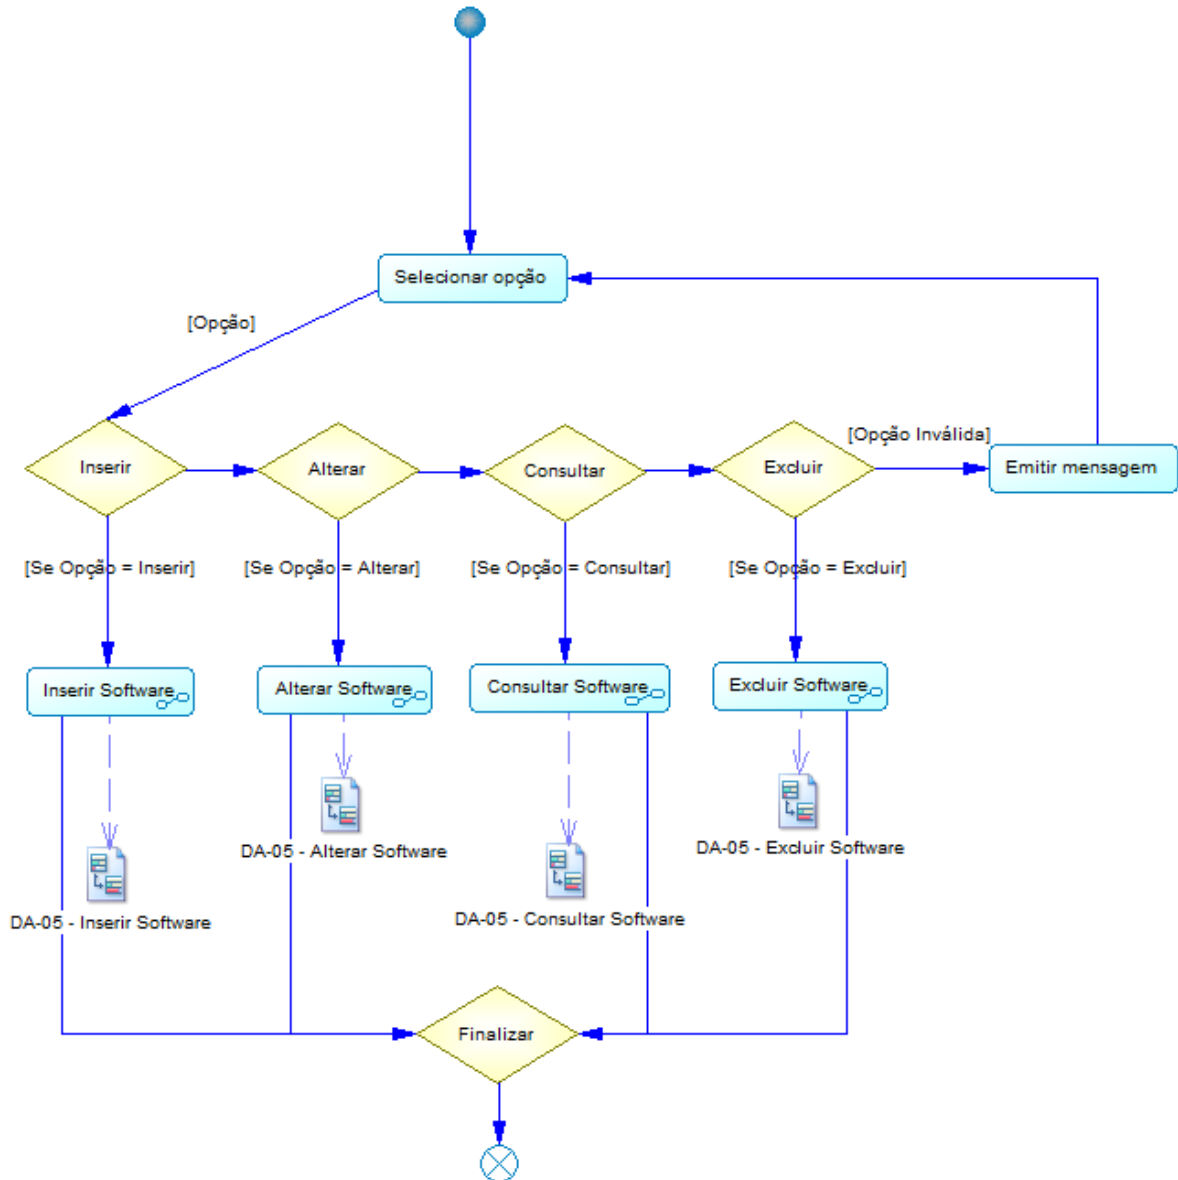 Selecionar opção
[Opção]
[Opção Inválida]
Inserir
Alterar
Consultar
Excluir
Emitir mensagem
[Se Opção = Inserir]
[Se Opção = Alterar]
[Se Opção = Consultar]
[Se Opção = Excluir]
Inserir Software
Alterar Software
Consultar Software
Excluir Software
DA-05 - Alterar Software
DA-05 - Excluir Software
DA-05 - Inserir Software
DA-05 - Consultar Software
Finalizar